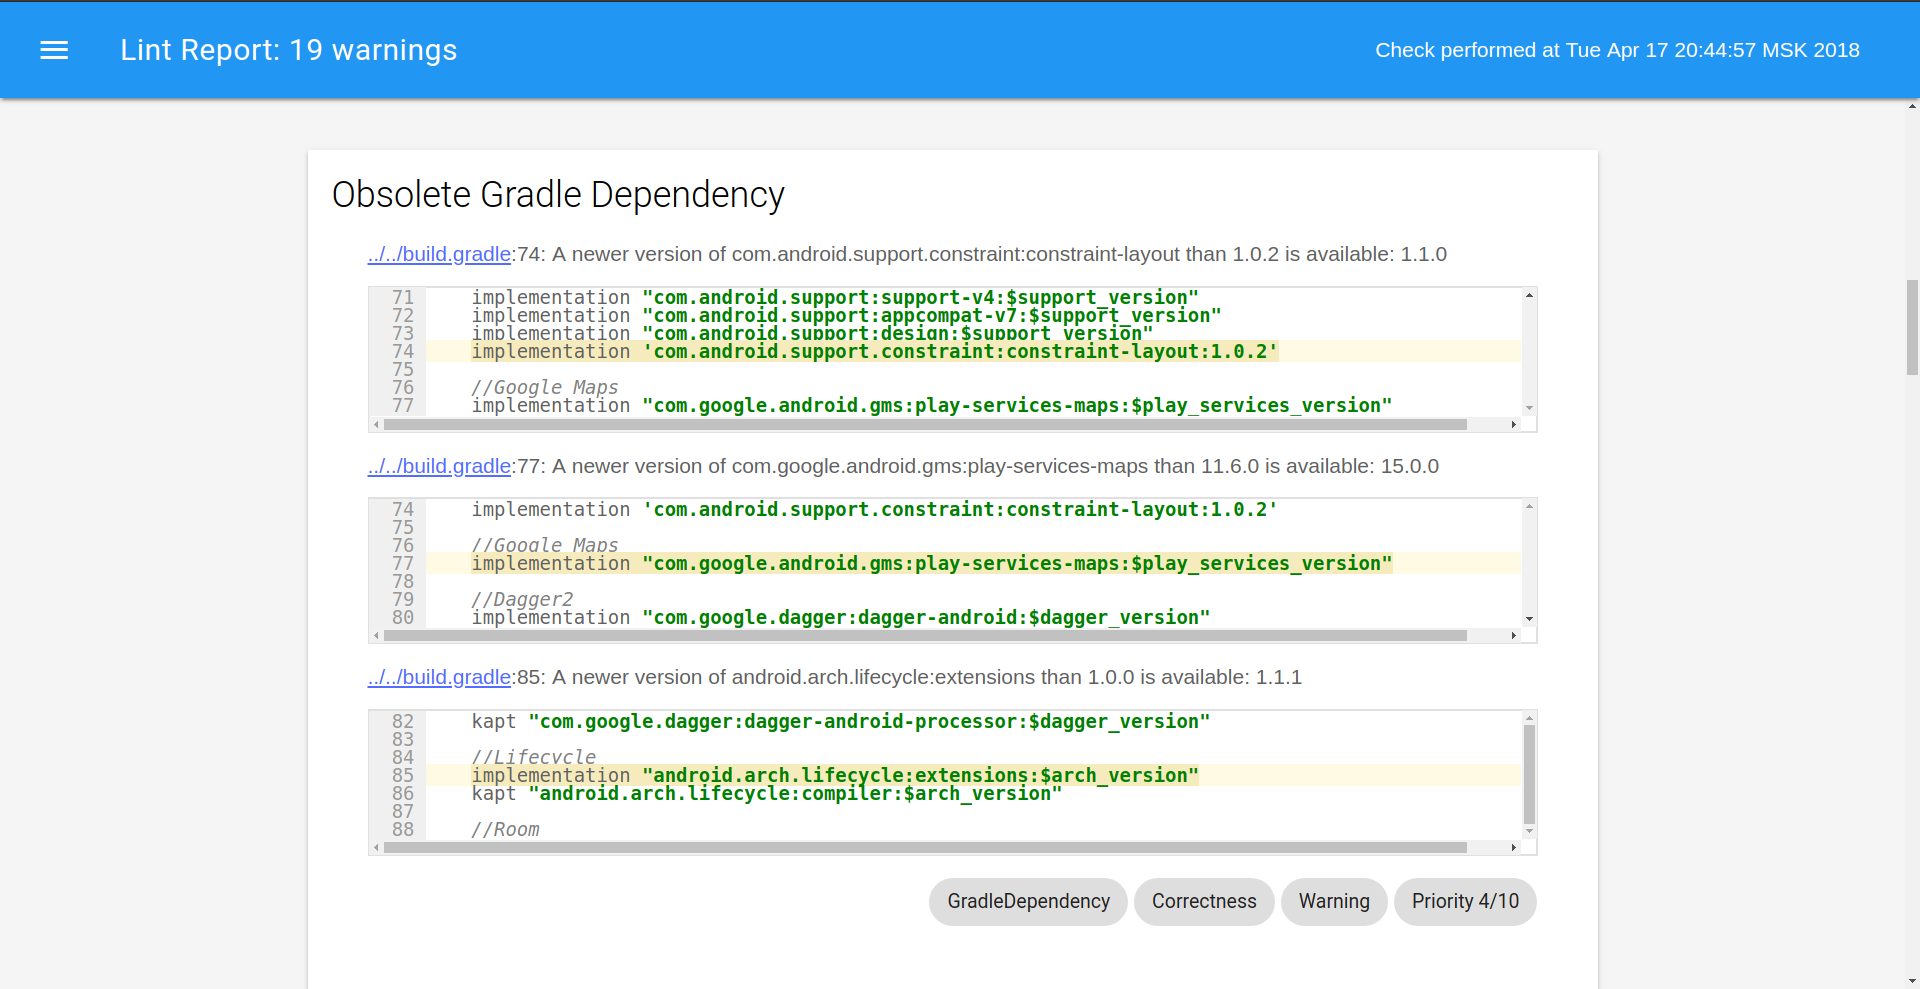 Lint Report: 19 warnings
Check performed at Tue Apr 17 20:44:57 MSK 2018
Obsolete Gradle Dependency
../../build.gradle:74: A newer version of com.android.support.constraint:constraint-layout than 1.0.2 is available: 1.1.0
71 implementation "com.android.support:support-v4:$support_version"
72 implementation "com.android.support:appcompat-v7:$support_version"
73 implementation "com.android.support:design:$support_version"
74 implementation 'com.android.support.constraint:constraint-layout:1.0.2'
75
76 //Google Maps
77 implementation "com.google.android.gms:play-services-maps:$play_services_version"
../../build.gradle:77: A newer version of com.google.android.gms:play-services-maps than 11.6.0 is available: 15.0.0
74 implementation 'com.android.support.constraint:constraint-layout:1.0.2'
75
76 //Google Maps
77 implementation "com.google.android.gms:play-services-maps:$play_services_version"
78
79 //Dagger2
80 implementation "com.google.dagger:dagger-android:$dagger_version"
../../build.gradle:85: A newer version of android.arch.lifecycle:extensions than 1.0.0 is available: 1.1.1
82 kapt "com.google.dagger:dagger-android-processor:$dagger_version"
83
84 //Lifecycle
85 implementation "android.arch.lifecycle:extensions:$arch_version"
86 kapt "android.arch.lifecycle:compiler:$arch_version"
87
88 //Room
GradleDependency Correctness Warning Priority 4/10